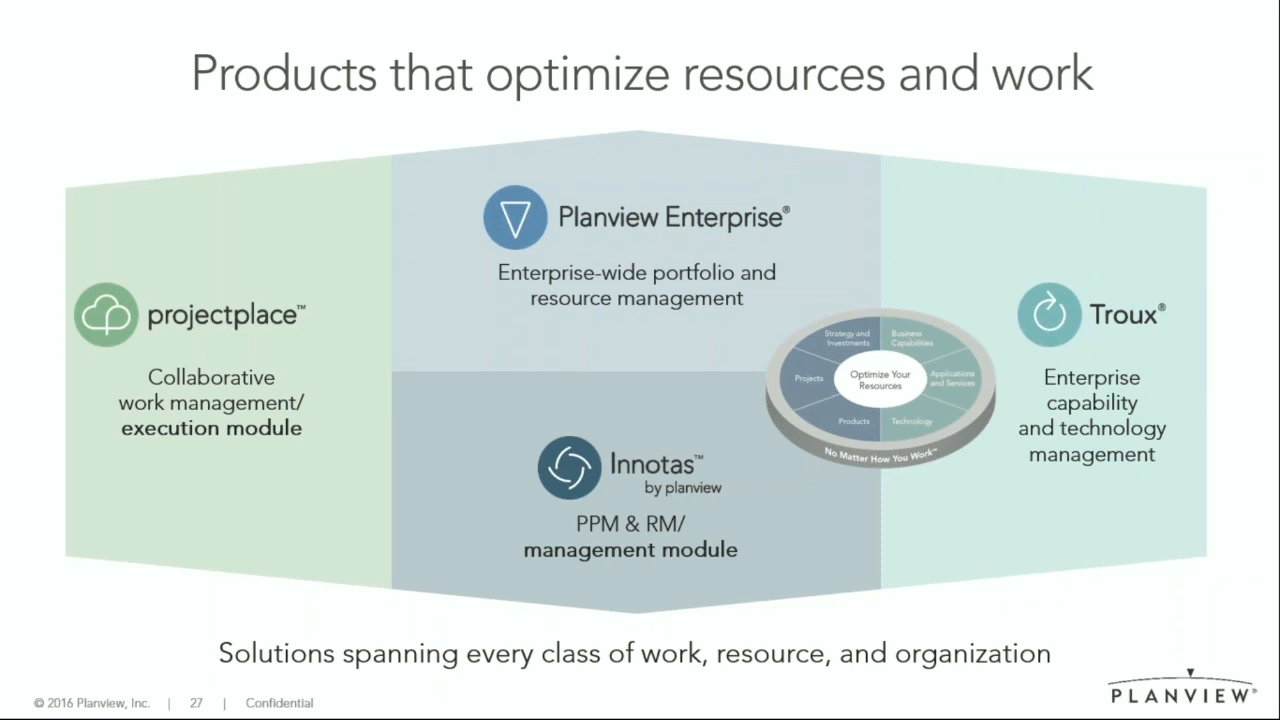 Products that optimize resources and work
Planview Enterprise®
Enterprise-wide portfolio and
resource management
projectplace™
Collaborative
work management/
execution module
Innotas™
by planview
PPM & RM/
management module
Strategy and
Investments
Business
Capabilities
Projects
Optimize Your
Resources
Applications
and Services
Products
Technology
No Matter How You Work™
Troux®
Enterprise
capability
and technology
management
Solutions spanning every class of work, resource, and organization
© 2016 Planview, Inc. | 27 | Confidential
PLANVIEW®